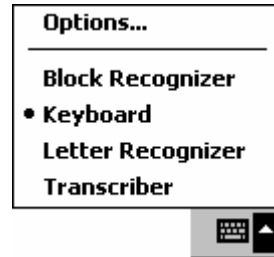 Options...
Block Recognizer
Keyboard
Letter Recognizer
Transcriber